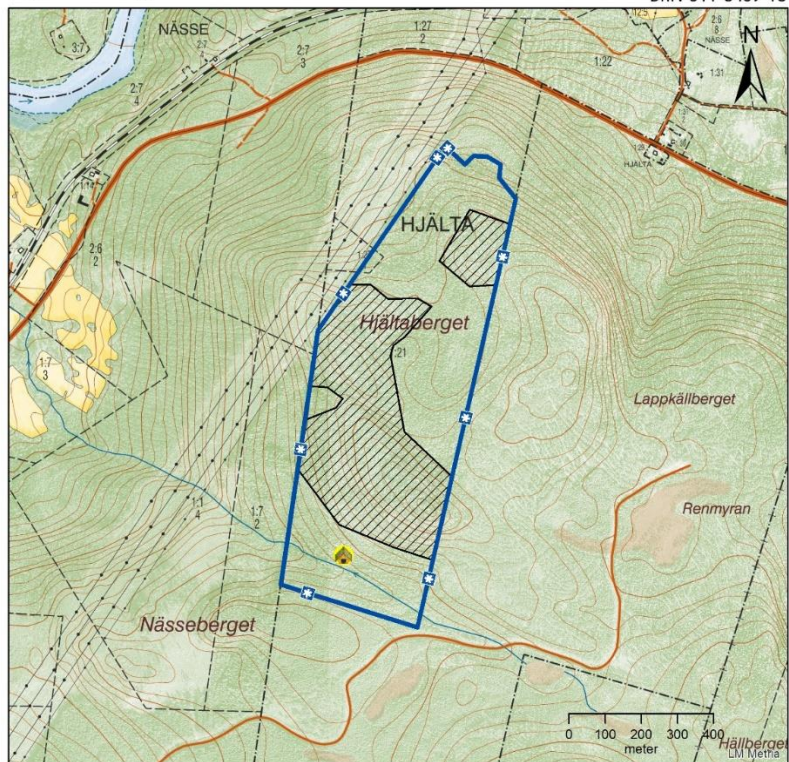 NÄSSE
1:27
2
2:7
3
3:7
2:7
4
1:22
2:6
8
NÄSSE
1:31
N
HJÄLTA
HJÄLTA
2:6
2
Hjältaberget
:21
1:7
3
Lappkällberget
Renmyran
1:1
4
1:7
2
Nässeberget
0 100 200 300 400
meter
Hällberget
LM Metria